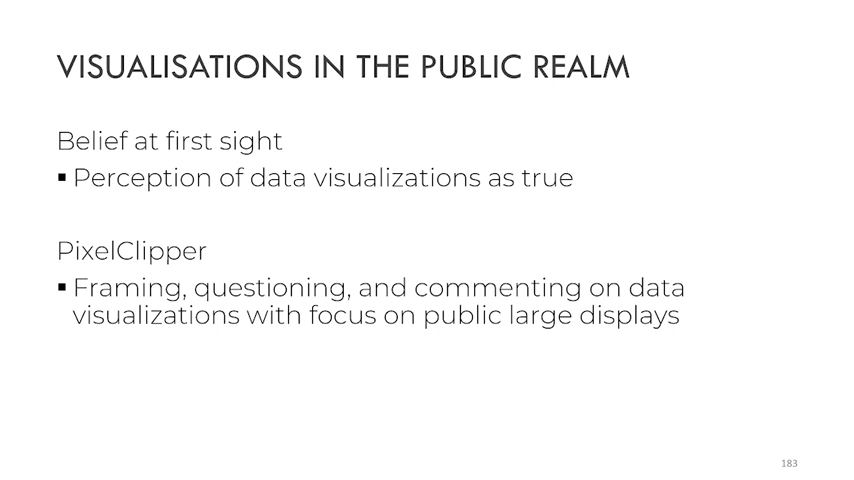 VISUALISATIONS IN THE PUBLIC REALM
Belief at first sight
▪ Perception of data visualizations as true
PixelClipper
▪ Framing, questioning, and commenting on data
visualizations with focus on public large displays
183